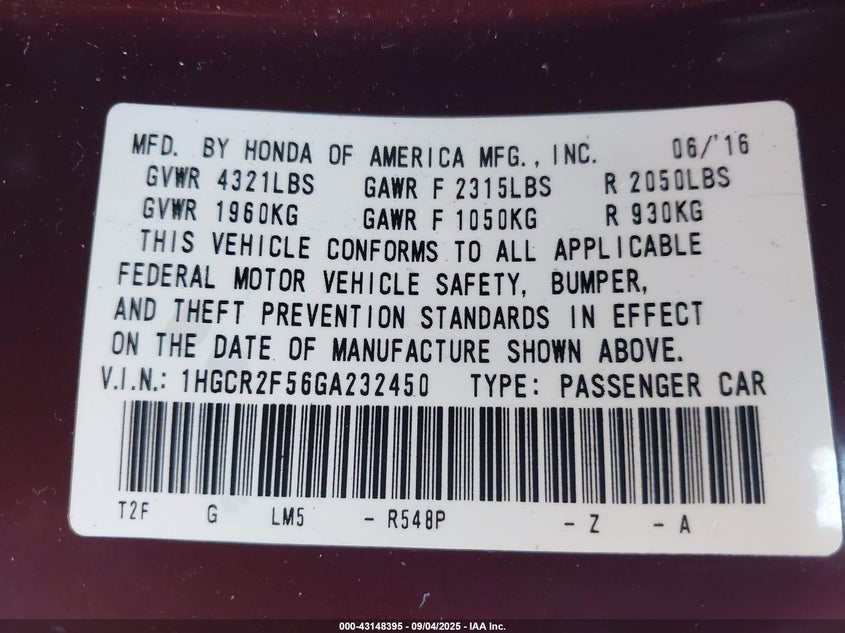 MFD. BY HONDA OF AMERICA MFG., INC. 06/'16
GVWR 4321LBS GAWR F 2315LBS R 2050LBS
GVWR 1960KG GAWR F 1050KG R 930KG
THIS VEHICLE CONFORMS TO ALL APPLICABLE
FEDERAL MOTOR VEHICLE SAFETY, BUMPER,
AND THEFT PREVENTION STANDARDS IN EFFECT
ON THE DATE OF MANUFACTURE SHOWN ABOVE.
V.I.N.: 1HGCR2F56GA232450 TYPE: PASSENGER CAR
T2F G LM5 - R548P - Z - A
000-43148395 - 09/04/2025 - IAA Inc.